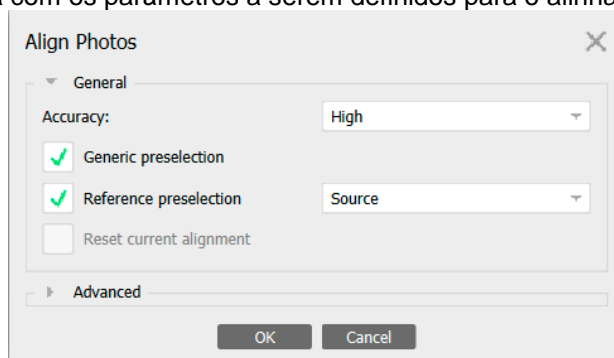 com os parâmetros a serem definidos para o
Align Photos
General
Accuracy: High
Generic preselection
Reference preselection Source
Reset current alignment
Advanced
OK Cancel